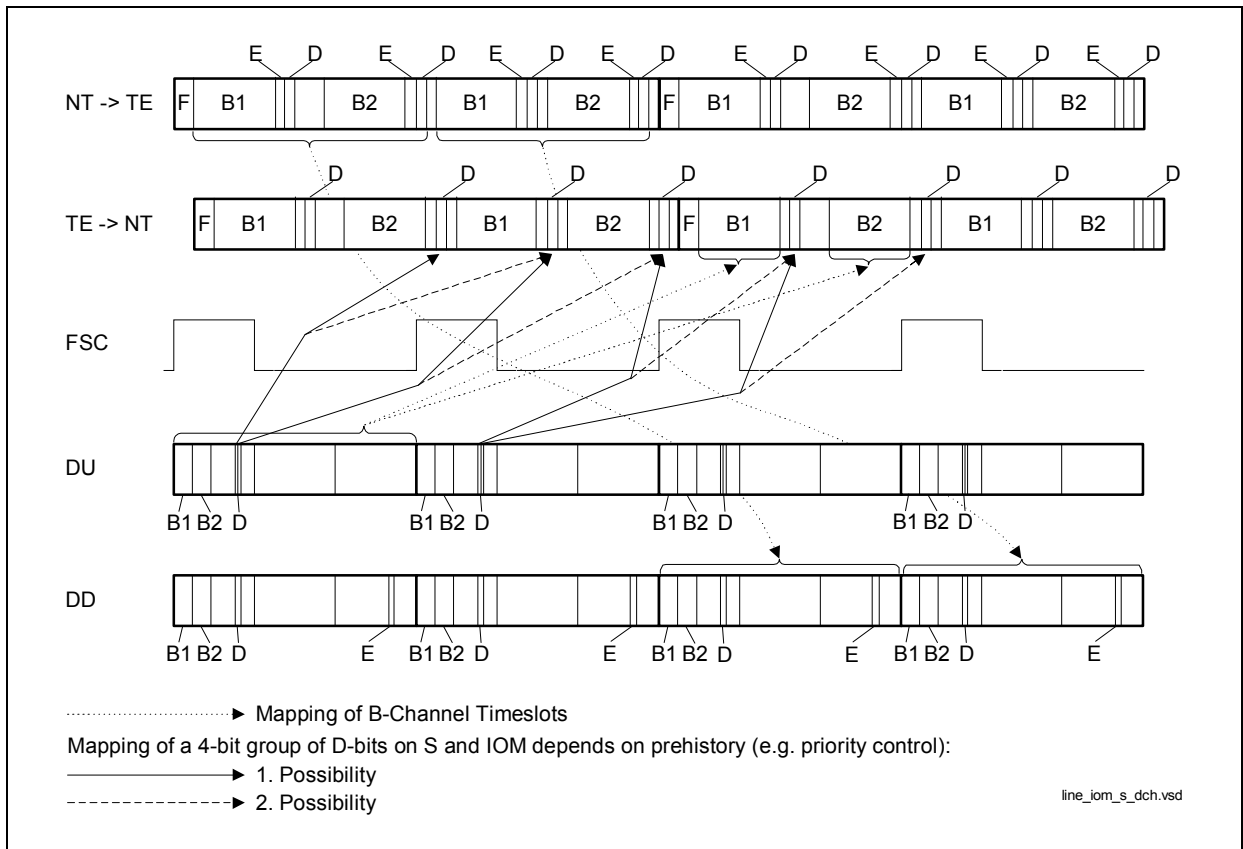 E D E D E D E D E D E D E D E D
NT -> TE F B1 B2 B1 B2 F B1 B2 B1 B2
D D D D D D D D
TE -> NT F B1 B2 B1 B2 F B1 B2 B1 B2
FSC
DU
B1 B2 D B1 B2 D B1 B2 D B1 B2 D
DD
B1 B2 D E B1 B2 D E B1 B2 D E B1 B2 D E
Mapping of B-Channel Timeslots
Mapping of a 4-bit group of D-bits on S and IOM depends on prehistory (e.g. priority control):
1. Possibility
2. Possibility
line_iom_s_dch.vsd